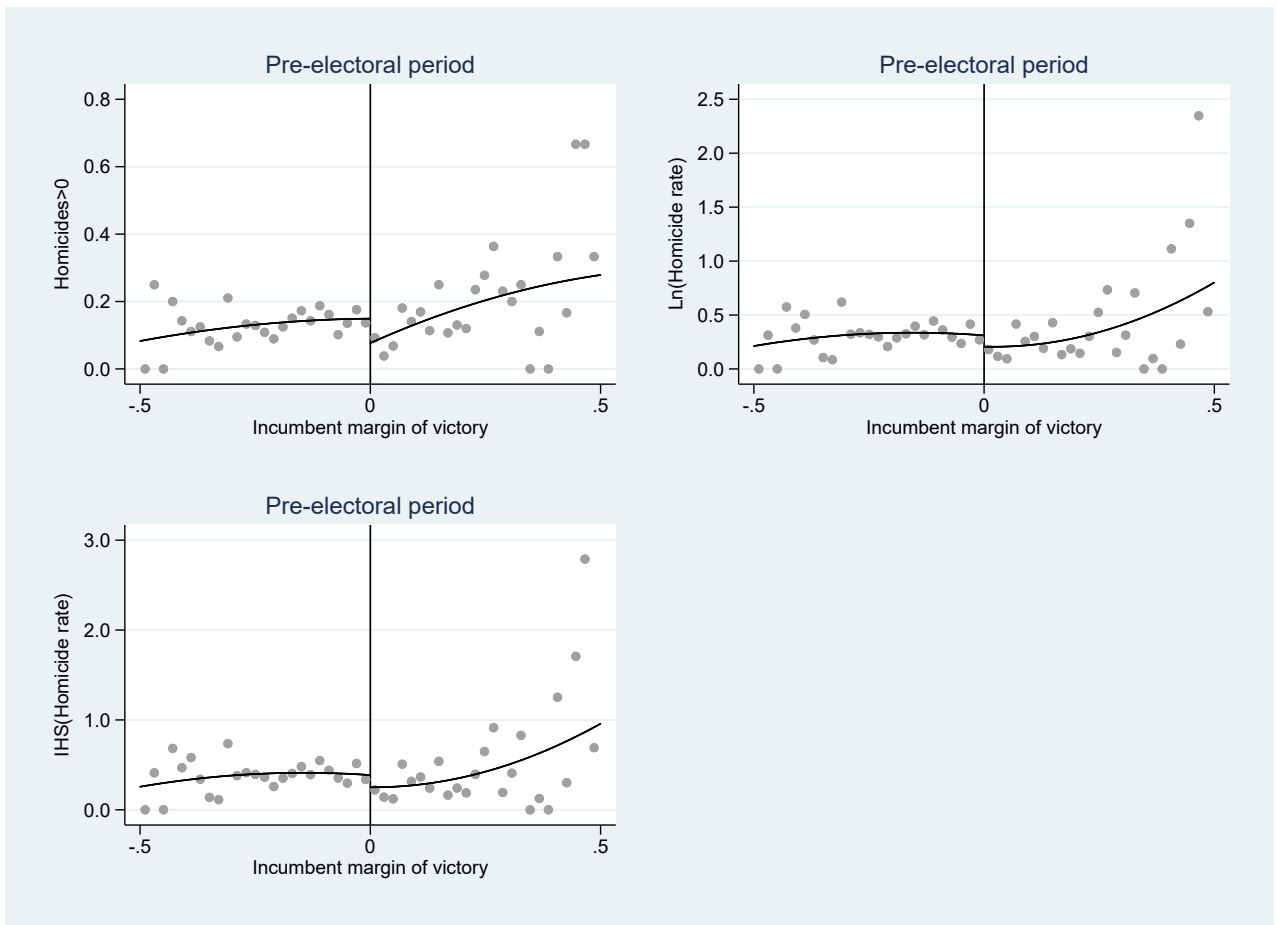 Pre-electoral period
Homicides>0
0.8
0.6
0.4
0.2
0.0
-.5 0 .5
Incumbent margin of victory
Pre-electoral period
Ln(Homicide rate)
2.5
2.0
1.5
1.0
0.5
0.0
-.5 0 .5
Incumbent margin of victory
Pre-electoral period
IHS(Homicide rate)
3.0
2.0
1.0
0.0
-.5 0 .5
Incumbent margin of victory